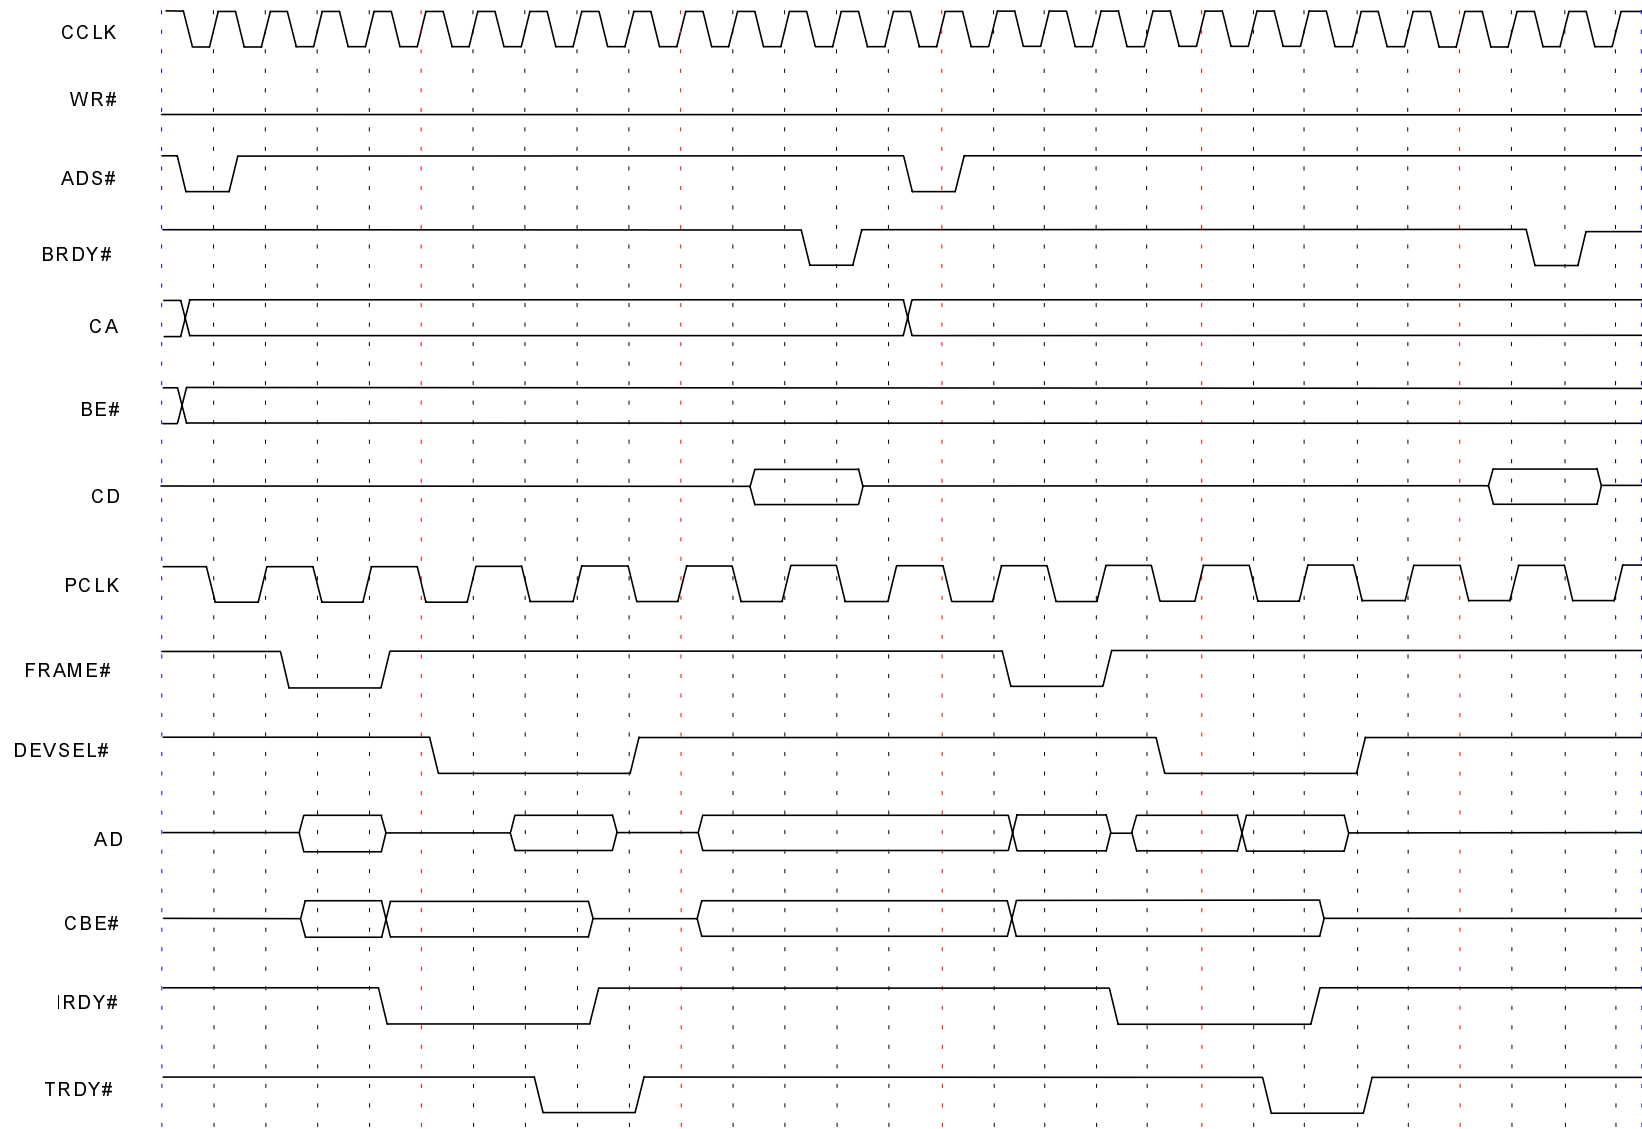 CCLK
WR#
ADS#
BRDY#
CA
BE#
CD
PCLK
FRAME#
DEVSEL#
AD
CBE#
IRDY#
TRDY#